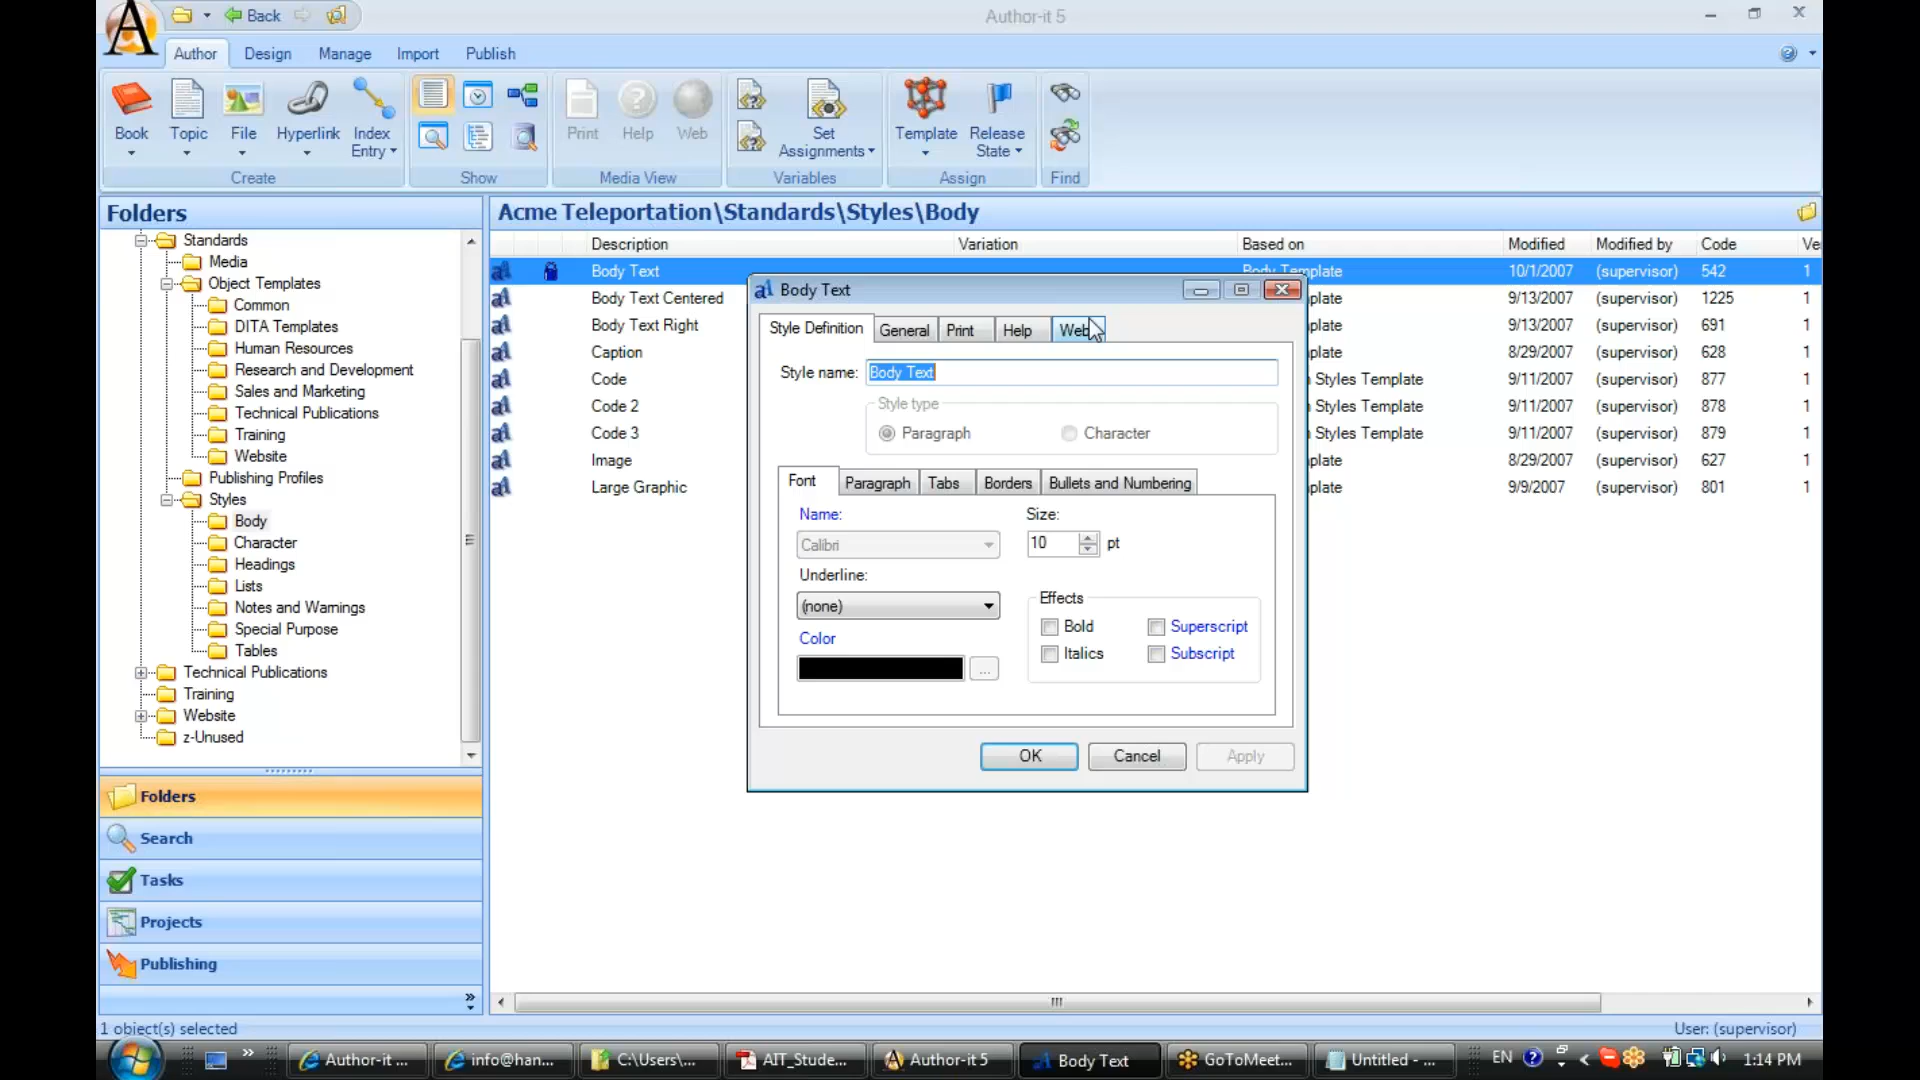 Back
Author-it 5
Author
Design
Manage
Import
Publish
Book
Topic
File
Hyperlink
Index
Entry
Print
Help
Web
Set
Assignments
Template
Release
State
Create
Show
Media View
Variables
Assign
Find
Folders
Acme Teleportation\Standards\Styles\Body
Standards
Media
Object Templates
Common
DITA Templates
Human Resources
Research and Development
Sales and Marketing
Technical Publications
Training
Website
Publishing Profiles
Styles
Body
Character
Headings
Lists
Notes and Warnings
Special Purpose
Tables
Technical Publications
Training
Website
z-Unused
Folders
Search
Tasks
Projects
Publishing
Description Variation Based on Modified Modified by Code Ve
Body Text Body Template 10/1/2007 (supervisor) 542 1
Body Text Centered plate 9/13/2007 (supervisor) 1225 1
Body Text Right plate 9/13/2007 (supervisor) 691 1
Caption plate 8/29/2007 (supervisor) 628 1
Code Styles Template 9/11/2007 (supervisor) 877 1
Code 2 Styles Template 9/11/2007 (supervisor) 878 1
Code 3 Styles Template 9/11/2007 (supervisor) 879 1
Image plate 8/29/2007 (supervisor) 627 1
Large Graphic plate 9/9/2007 (supervisor) 801 1
Body Text
Style Definition General Print Help Web
Style name: Body Text
Style type
Paragraph Character
Font Paragraph Tabs Borders Bullets and Numbering
Name: Size:
Calibri 10 pt
Underline:
(none)
Effects
Bold Superscript
Italics Subscript
Color
...
OK Cancel Apply
1 object(s) selected
User: (supervisor)
Author-it ...
info@han...
C:\Users\...
AIT_Stude...
Author-it 5
Body Text
GoToMeet...
Untitled - ...
EN
1:14 PM